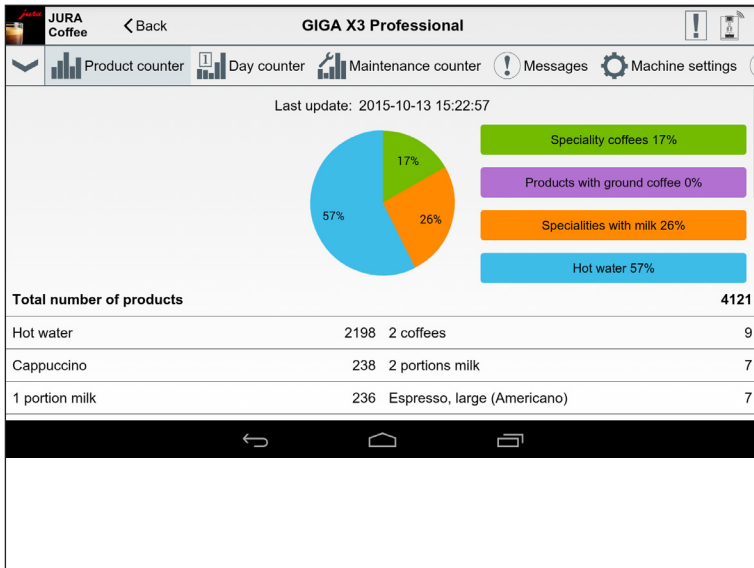 jura
JURA
Coffee
Back
GIGA X3 Professional
Product counter
1
Day counter
Maintenance counter
Messages
Machine settings
Last update: 2015-10-13 15:22:57
17%
26%
57%
Speciality coffees 17%
Products with ground coffee 0%
Specialities with milk 26%
Hot water 57%
Total number of products 4121
Hot water 2198 2 coffees 9
Cappuccino 238 2 portions milk 7
1 portion milk 236 Espresso, large (Americano) 7